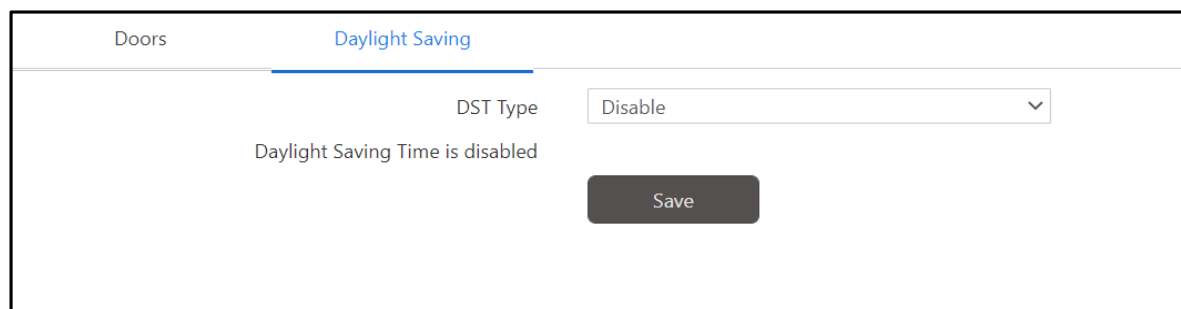 Doors Daylight Saving
DST Type Disable
Daylight Saving Time is disabled
Save